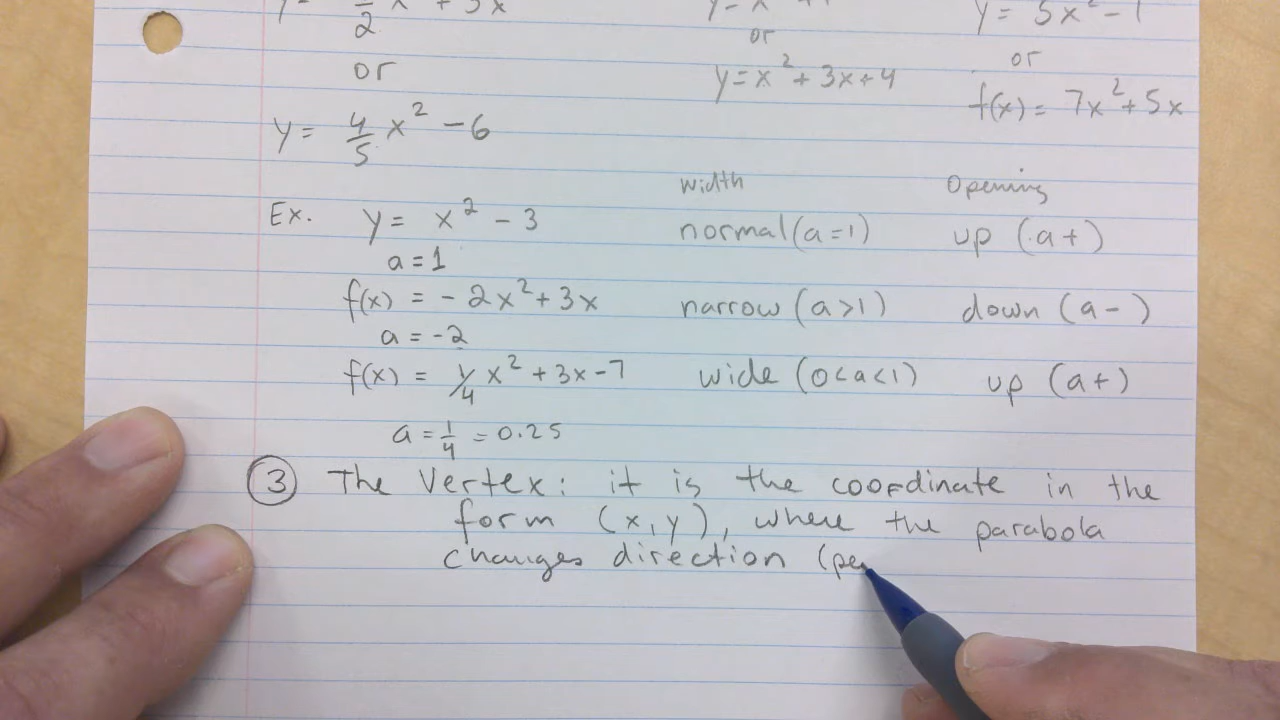 or
or
or
y = x² + 3x + 4
f(x) = 7x² + 5x
y = 4/5 x² - 6
width
opening
Ex. y = x² - 3
normal (a = 1)
up (a +)
a = 1
f(x) = - 2x² + 3x
narrow (a > 1)
down (a - )
a = -2
f(x) = 1/4 x² + 3x - 7
wide (0 < a < 1)
up (a +)
a = 1/4 = 0.25
③ The Vertex: it is the coordinate in the
form (x, y), where the parabola
changes direction (pe